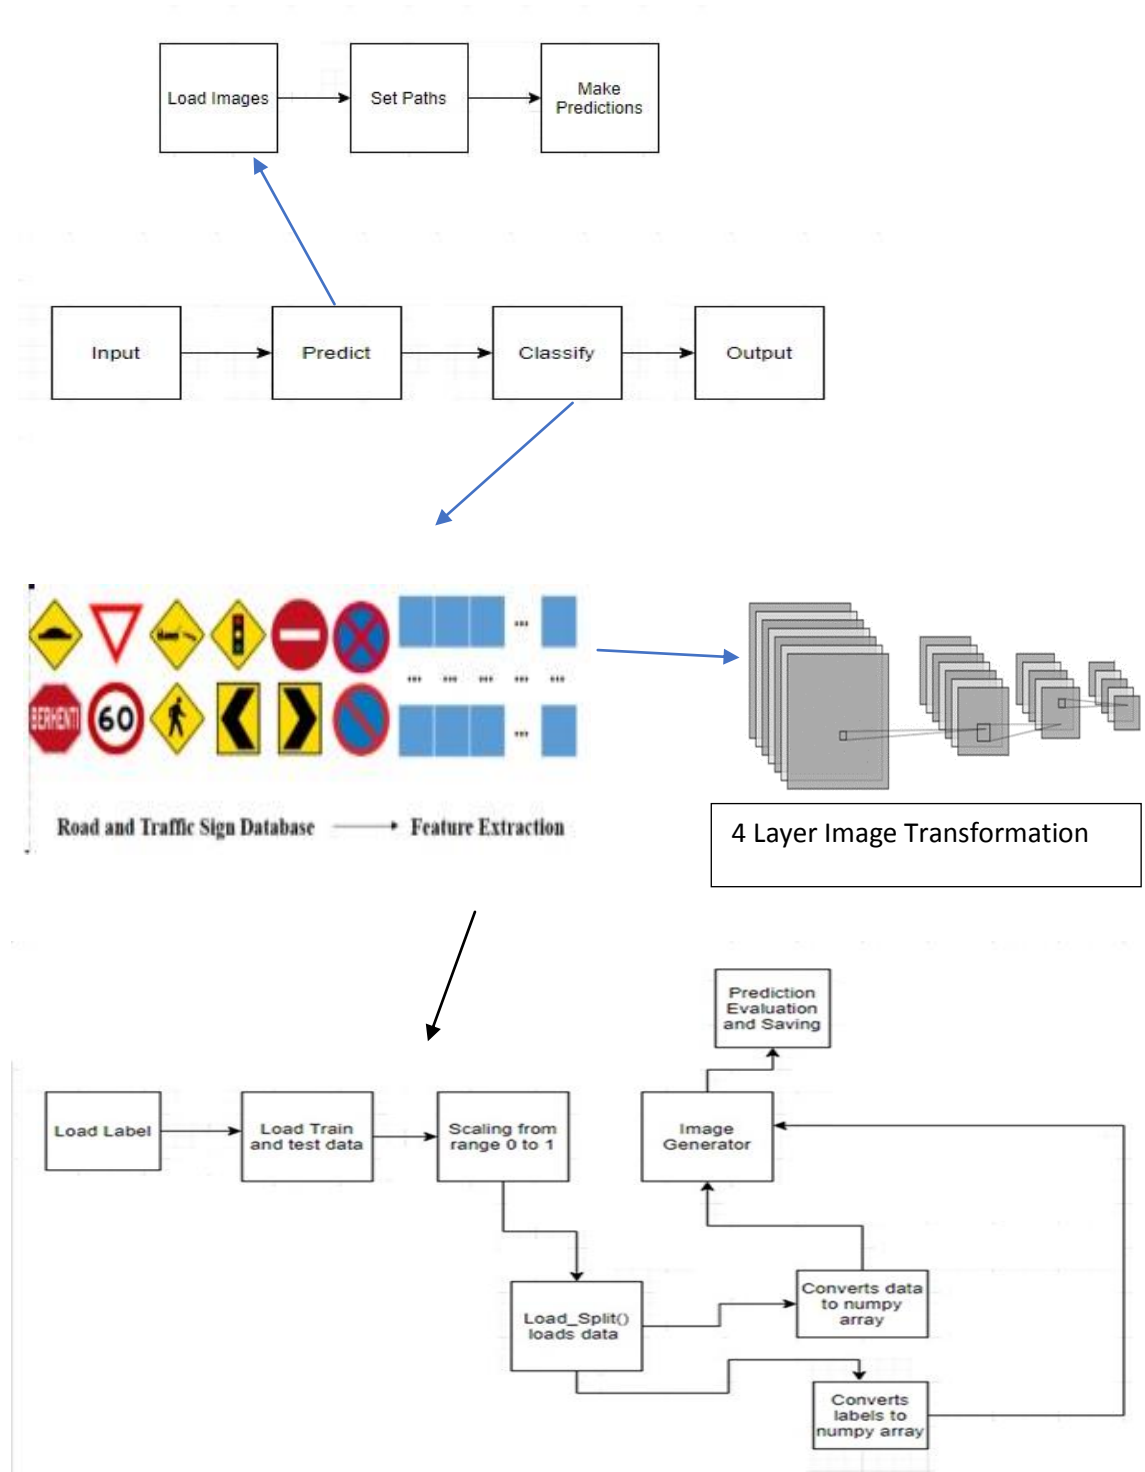 Load Images
Set Paths
Make
Predictions
Input
Predict
Classify
Output
BERHENTI
60
Road and Traffic Sign Database
Feature Extraction
4 Layer Image Transformation
Prediction
Evaluation
and Saving
Load Label
Load Train
and test data
Scaling from
range 0 to 1
Image
Generator
Load_Split()
loads data
Converts data
to numpy
array
Converts
labels to
numpy array